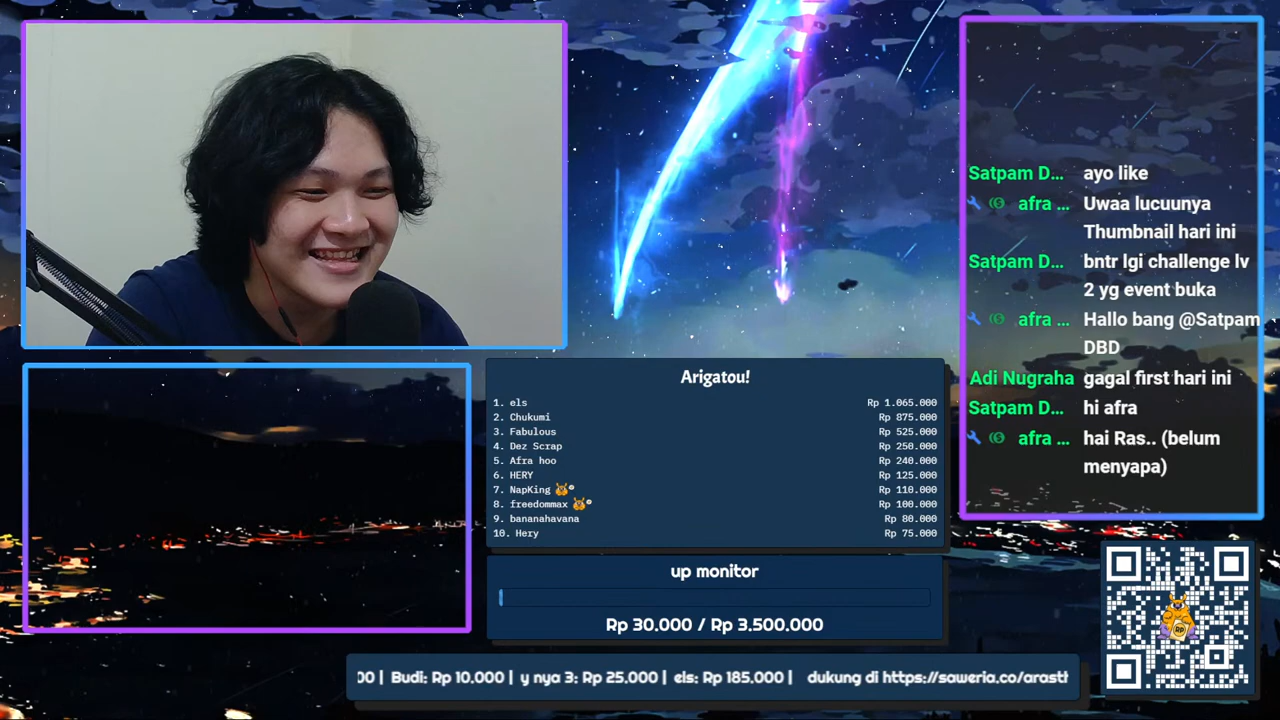 Satpam D... ayo like
afra ... Uwaa lucuunya
Thumbnail hari ini
Satpam D... bntr lgi challenge lv
2 yg event buka
afra ... Hallo bang @Satpam
DBD
Adi Nugraha gagal first hari ini
Satpam D... hi afra
afra ... hai Ras.. (belum
menyapa)
Arigatou!
1. els Rp 1.065.000
2. Chukumi Rp 875.000
3. Fabulous Rp 525.000
4. Dez Scrap Rp 250.000
5. Afra hoo Rp 240.000
6. HERY Rp 125.000
7. NapKing Rp 110.000
8. freedommax Rp 100.000
9. bananahavana Rp 80.000
10. Hery Rp 75.000
up monitor
Rp 30.000 / Rp 3.500.000
00 | Budi: Rp 10,000 | y nya 3: Rp 25.000 | els: Rp 185.000 | dukung di https://saweria.co/arast
RP